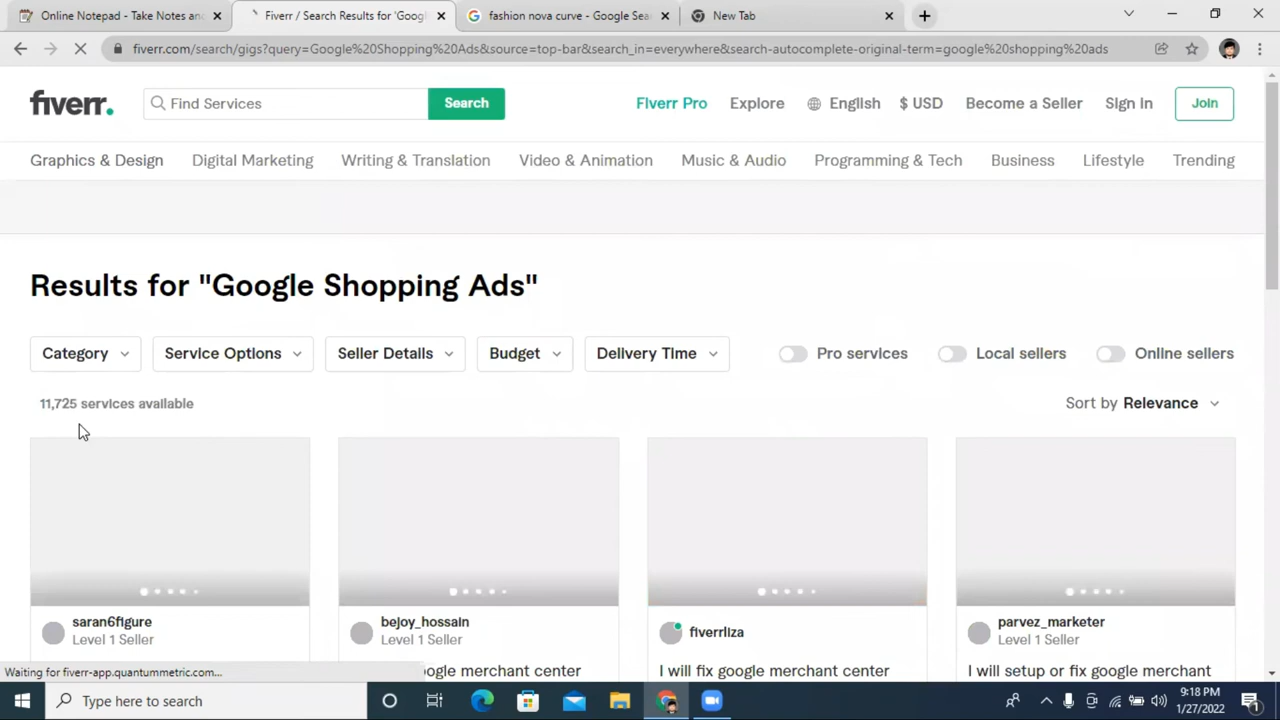 Online Notepad - Take Notes and
Fiverr / Search Results for 'Googl
fashion nova curve - Google Sea
New Tab
fiverr.com/search/gigs?query=Google%20Shopping%20Ads&source=top-bar&search_in=everywhere&search-autocomplete-original-term=google%20shopping%20ads
fiverr.
Find Services
Search
Fiverr Pro
Explore
English
$ USD
Become a Seller
Sign In
Join
Graphics & Design
Digital Marketing
Writing & Translation
Video & Animation
Music & Audio
Programming & Tech
Business
Lifestyle
Trending
Results for "Google Shopping Ads"
Category
Service Options
Seller Details
Budget
Delivery Time
Pro services
Local sellers
Online sellers
11,725 services available
Sort by Relevance
saran6figure
Level 1 Seller
bejoy_hossain
Level 1 Seller
fiverrliza
parvez_marketer
Level 1 Seller
google merchant center
I will fix google merchant center
I will setup or fix google merchant
Waiting for fiverr-app.quantummetric.com...
Type here to search
9:18 PM
1/27/2022
1